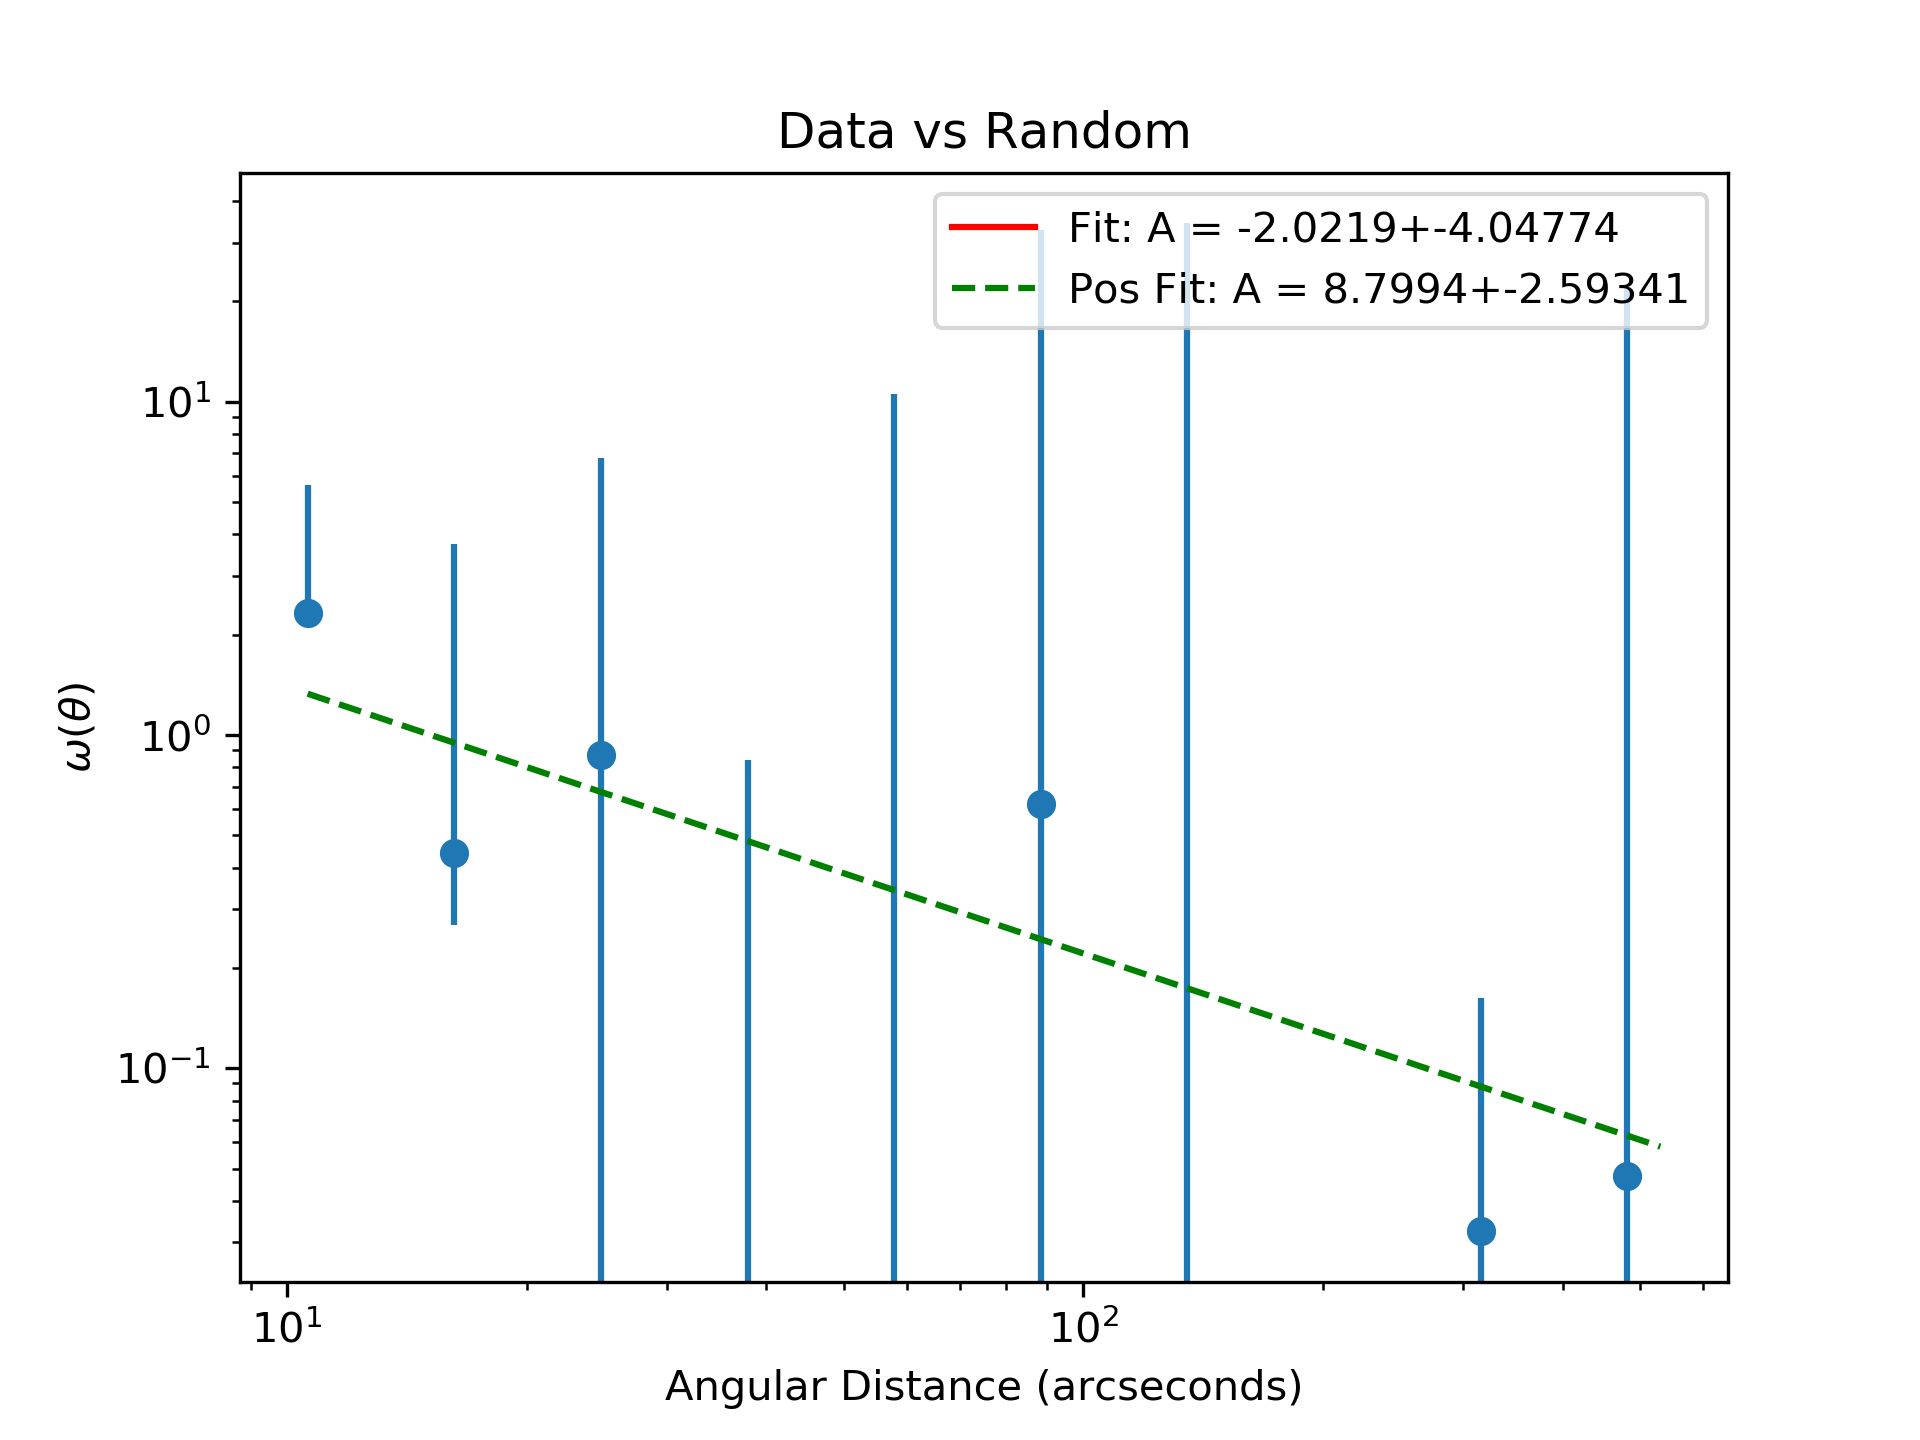 Data vs Random
Fit: A = -2.0219+-4.04774
Pos Fit: A = 8.7994+-2.59341
10¹
10⁰
10⁻¹
ω(θ)
10¹
10²
Angular Distance (arcseconds)